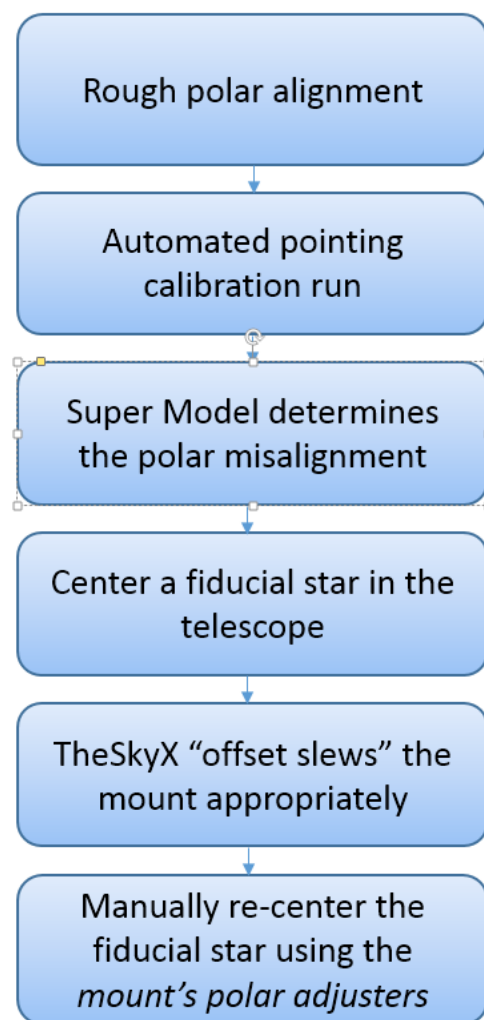 Rough polar alignment
Automated pointing
calibration run
Super Model determines
the polar misalignment
Center a fiducial star in the
telescope
TheSkyX “offset slews” the
mount appropriately
Manually re-center the
fiducial star using the
mount’s polar adjusters